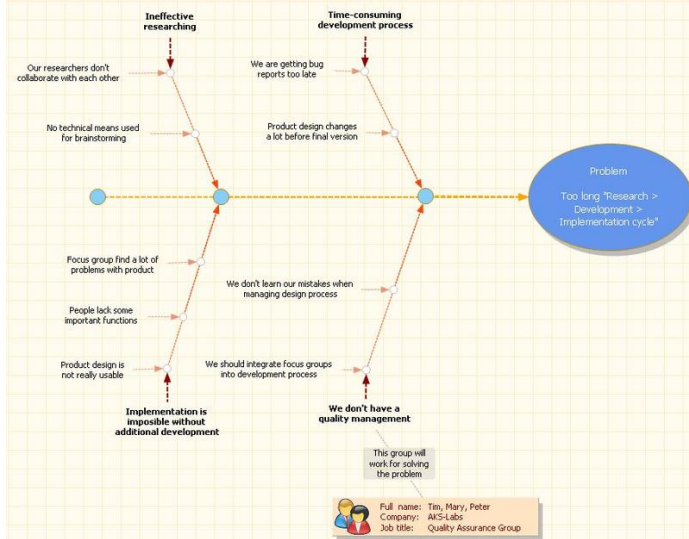 Ineffective
researching
Time-consuming
development process
Our researchers don't
collaborate with each other
We are getting bug
reports too late
No technical means used
for brainstorming
Product design changes
a lot before final version
Problem
Too long "Research >
Development >
Implementation cycle"
Focus group find a lot of
problems with product
We don't learn our mistakes when
managing design process
People lack some
important functions
Product design is
not really usable
We should integrate focus groups
into development process
Implementation is
imposible without
additional development
We don't have a
quality management
This group will
work for solving
the problem
Full name: Tim, Mary, Peter
Company: AKS-Labs
Job title: Quality Assurance Group